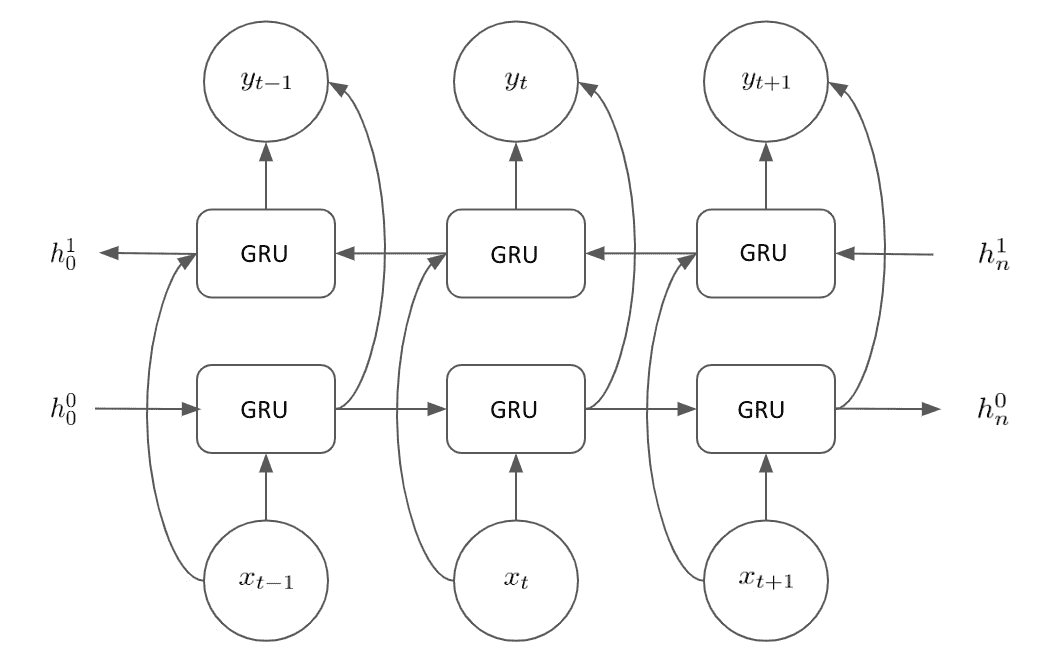 y_{t-1} y_t y_{t+1}
h_0^1 GRU GRU GRU h_n^1
h_0^0 GRU GRU GRU h_n^0
x_{t-1} x_t x_{t+1}